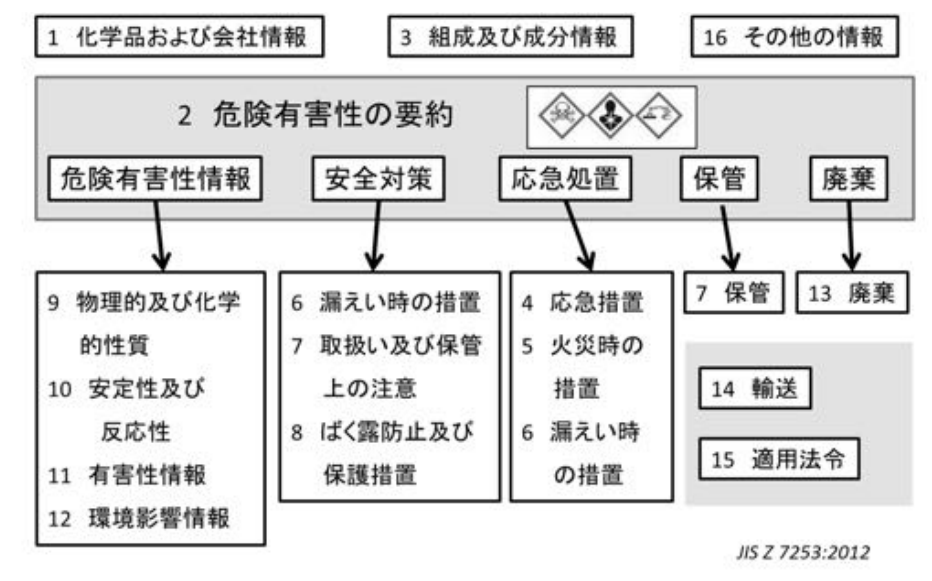 1 化学品および会社情報
3 組成及び成分情報
16 その他の情報
2 危険有害性の要約
危険有害性情報
安全対策
応急処置
保管
廃棄
9 物理的及び化学
的性質
10 安定性及び
反応性
11 有害性情報
12 環境影響情報
6 漏えい時の措置
7 取扱い及び保管
上の注意
8 ばく露防止及び
保護措置
4 応急措置
5 火災時の
措置
6 漏えい時
の措置
7 保管
13 廃棄
14 輸送
15 適用法令
JIS Z 7253:2012